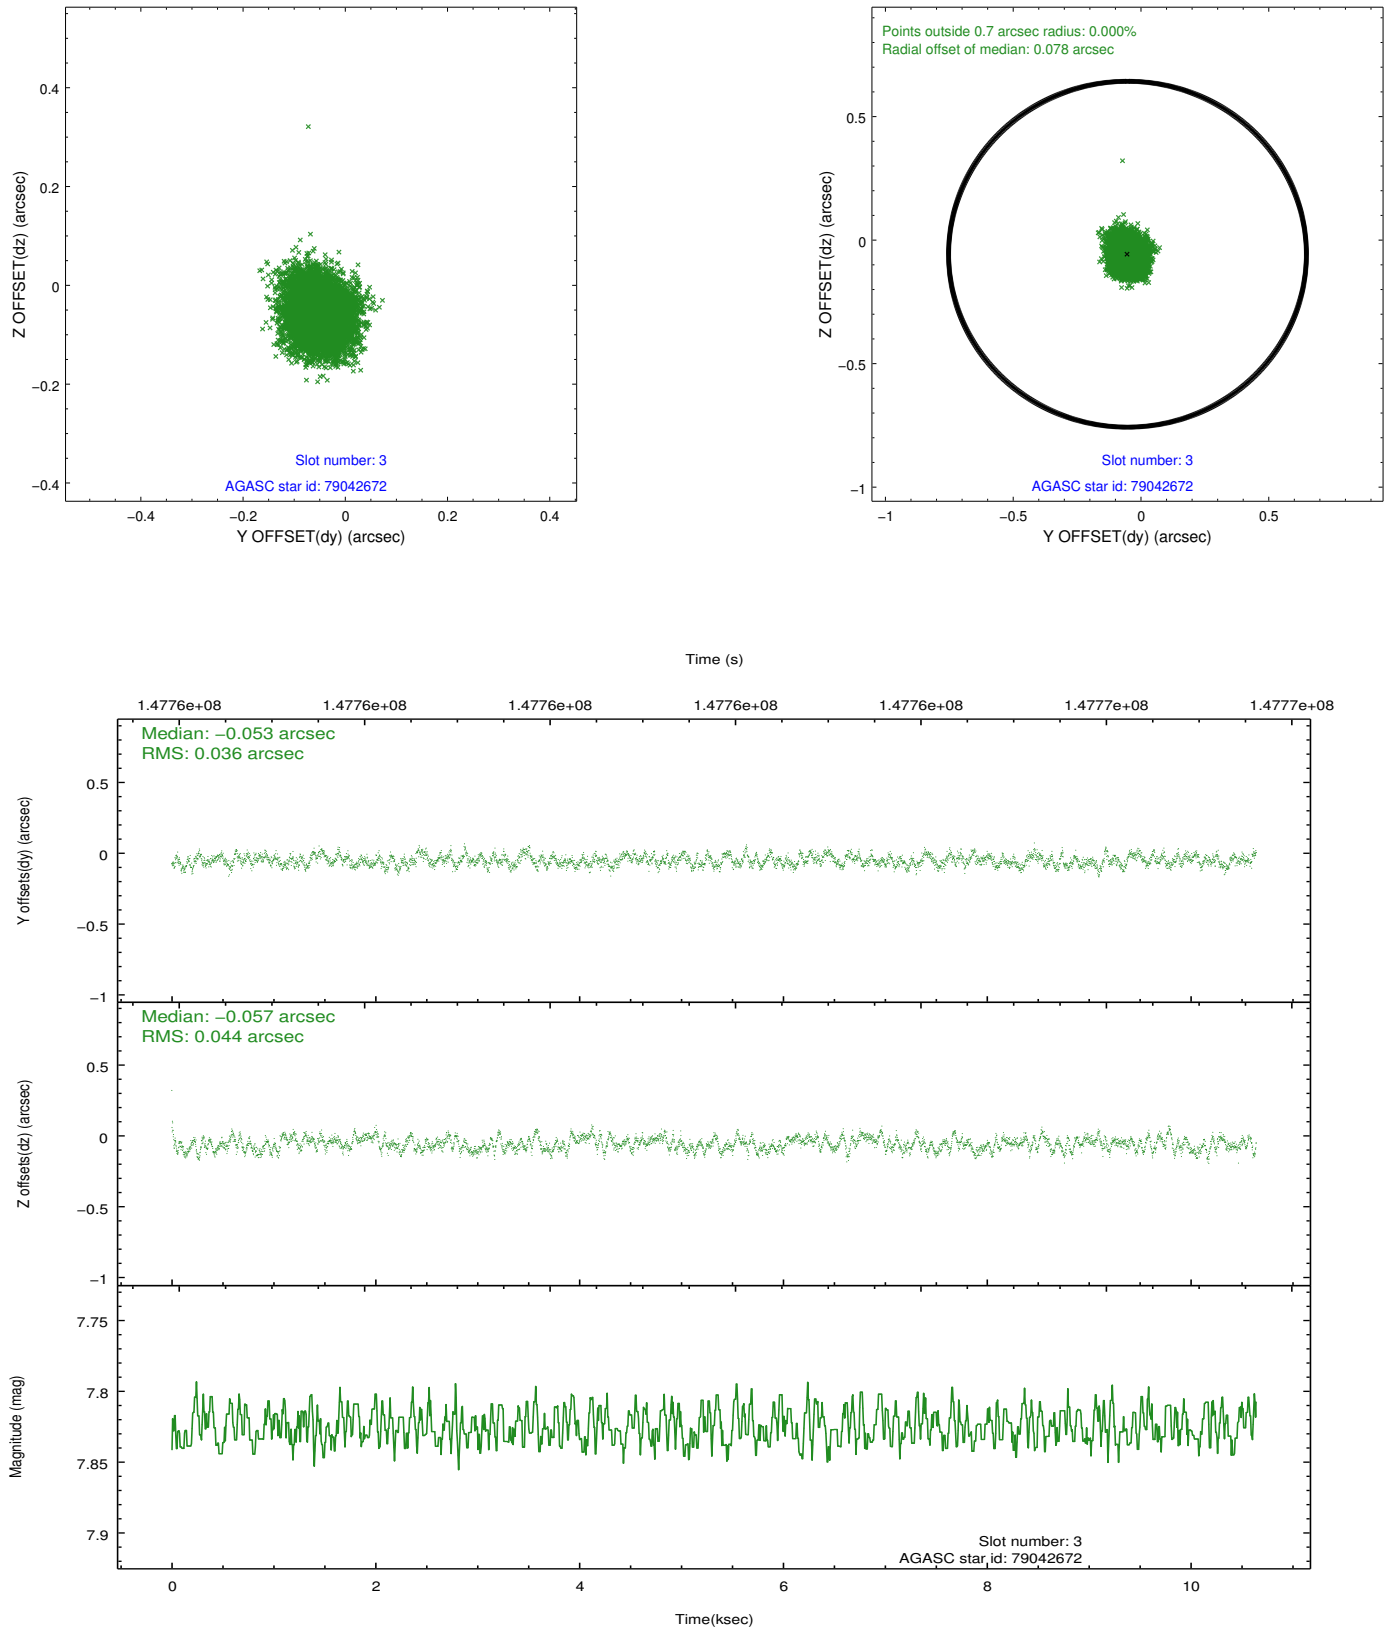 0.4
0.2
0
−0.2
−0.4
Z OFFSET(dz) (arcsec)
Slot number: 3
AGASC star id: 79042672
−0.4 −0.2 0 0.2 0.4
Y OFFSET(dy) (arcsec)
Points outside 0.7 arcsec radius: 0.000%
Radial offset of median: 0.078 arcsec
0.5
0
−0.5
−1
Z OFFSET(dz) (arcsec)
Slot number: 3
AGASC star id: 79042672
−1 −0.5 0 0.5
Y OFFSET(dy) (arcsec)
Time (s)
1.4776e+08 1.4776e+08 1.4776e+08 1.4776e+08 1.4776e+08 1.4777e+08 1.4777e+08
Median: −0.053 arcsec
RMS: 0.036 arcsec
0.5
0
−0.5
−1
Y offsets(dy) (arcsec)
Median: −0.057 arcsec
RMS: 0.044 arcsec
0.5
0
−0.5
−1
Z offsets(dz) (arcsec)
7.75
7.8
7.85
7.9
Magnitude (mag)
Slot number: 3
AGASC star id: 79042672
0 2 4 6 8 10
Time(ksec)